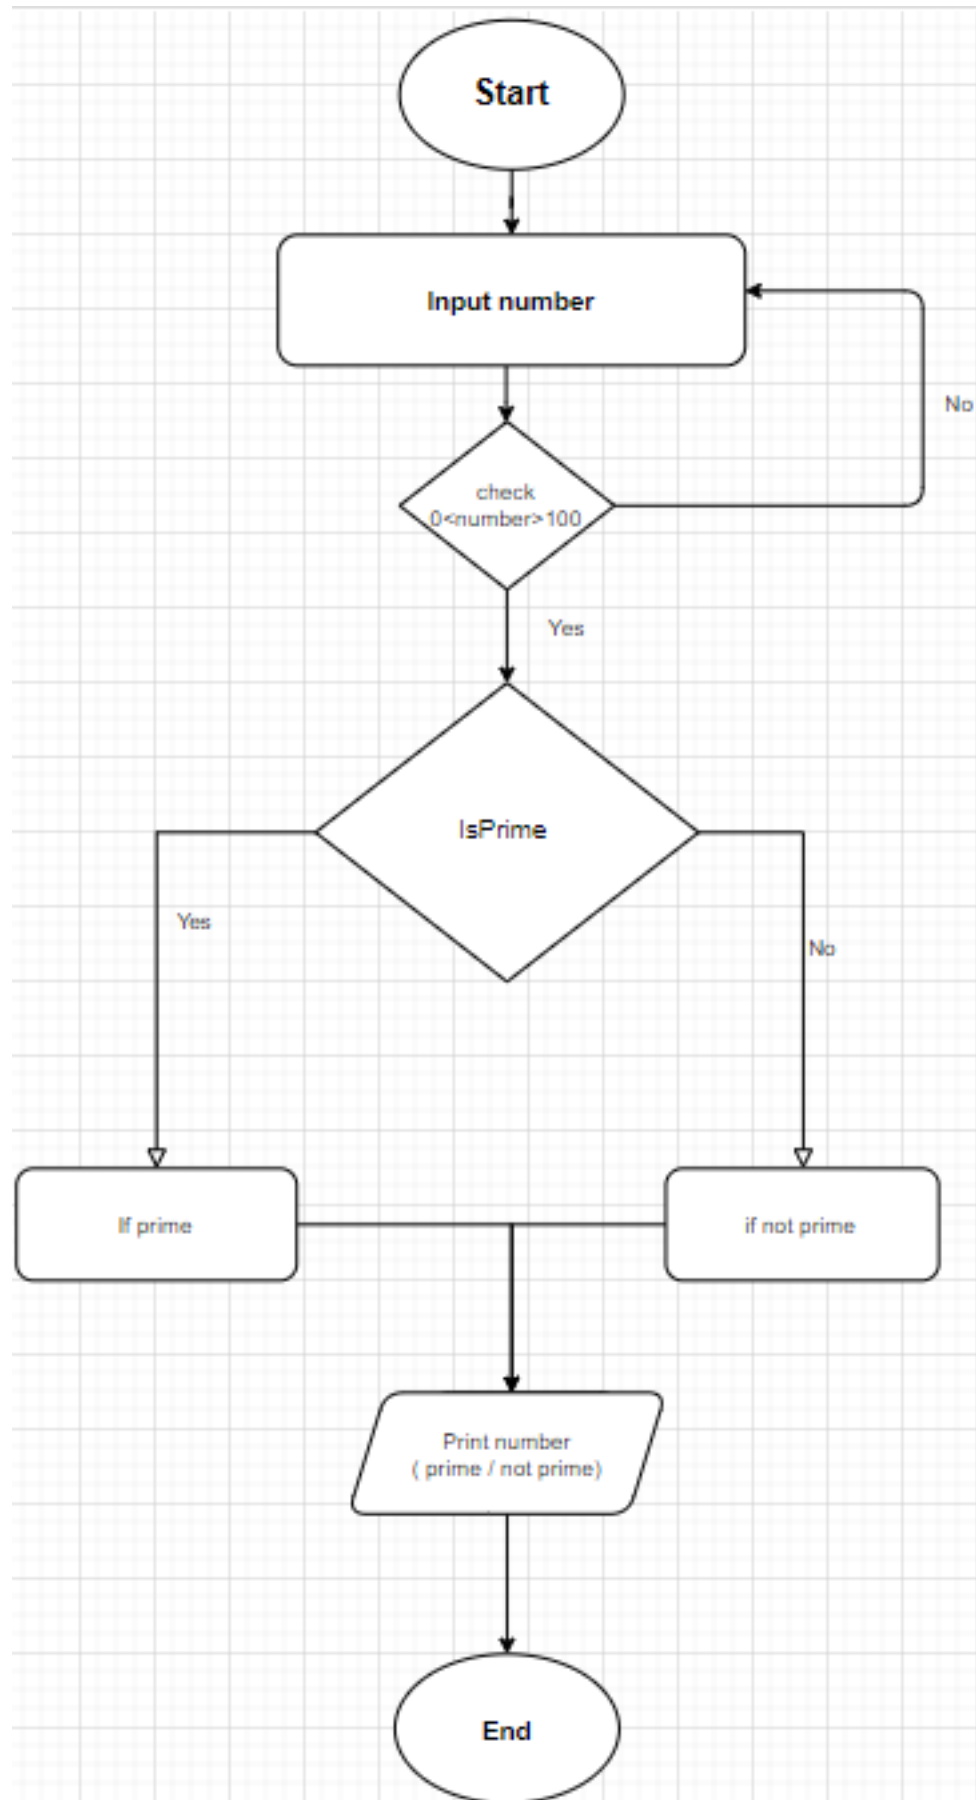 Start
Input number
No
check
0<number>100
Yes
IsPrime
Yes
No
If prime
if not prime
Print number
( prime / not prime)
End